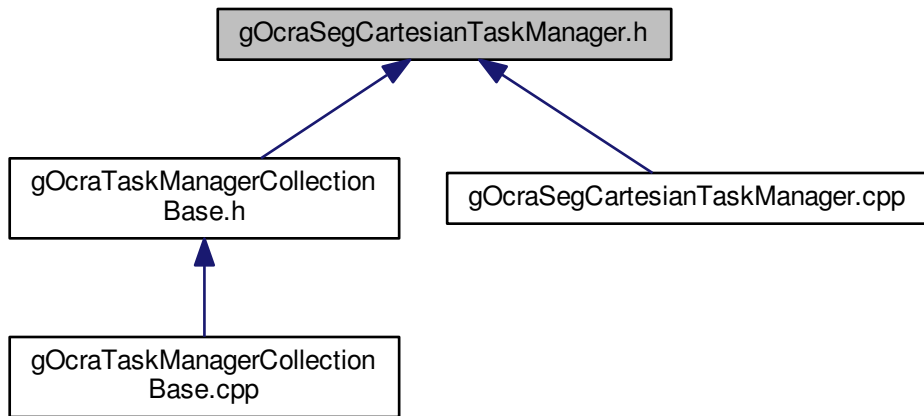 gOcraSegCartesianTaskManager.h
gOcraTaskManagerCollection
Base.h
gOcraSegCartesianTaskManager.cpp
gOcraTaskManagerCollection
Base.cpp